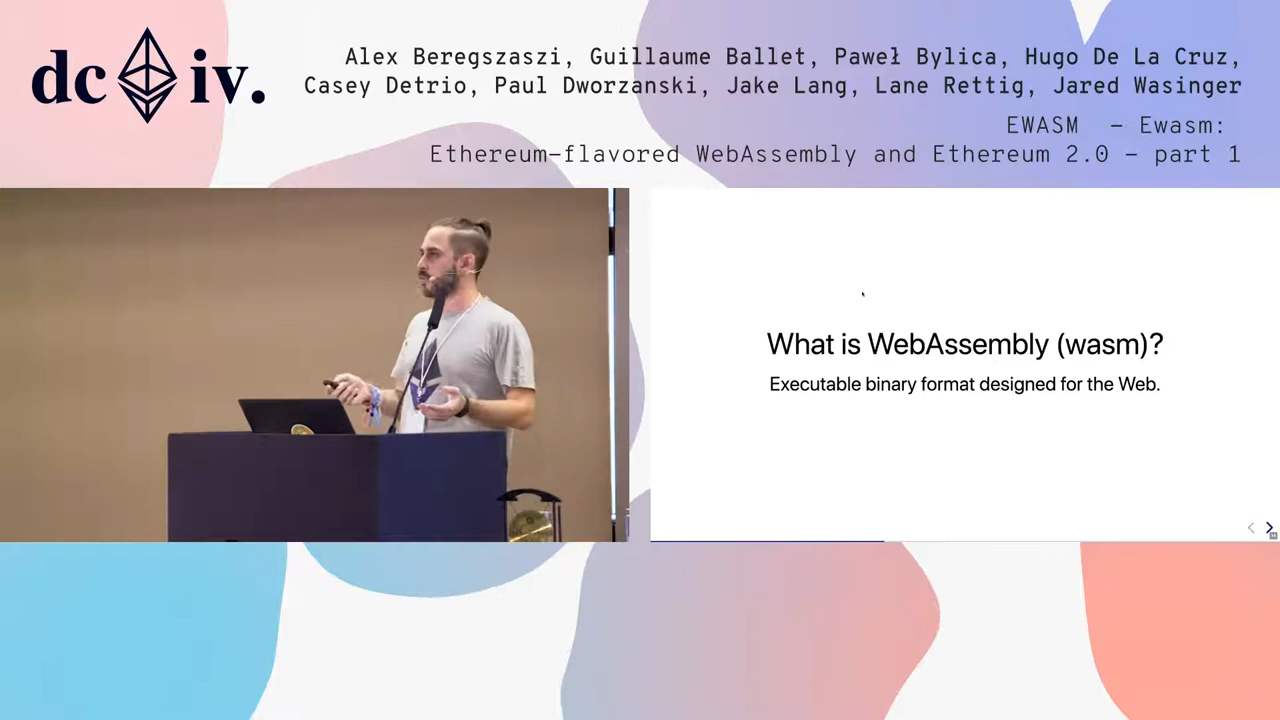 dc iv.
Alex Beregszaszi, Guillaume Ballet, Paweł Bylica, Hugo De La Cruz,
Casey Detrio, Paul Dworzanski, Jake Lang, Lane Rettig, Jared Wasinger
EWASM – Ewasm:
Ethereum-flavored WebAssembly and Ethereum 2.0 – part 1
What is WebAssembly (wasm)?
Executable binary format designed for the Web.